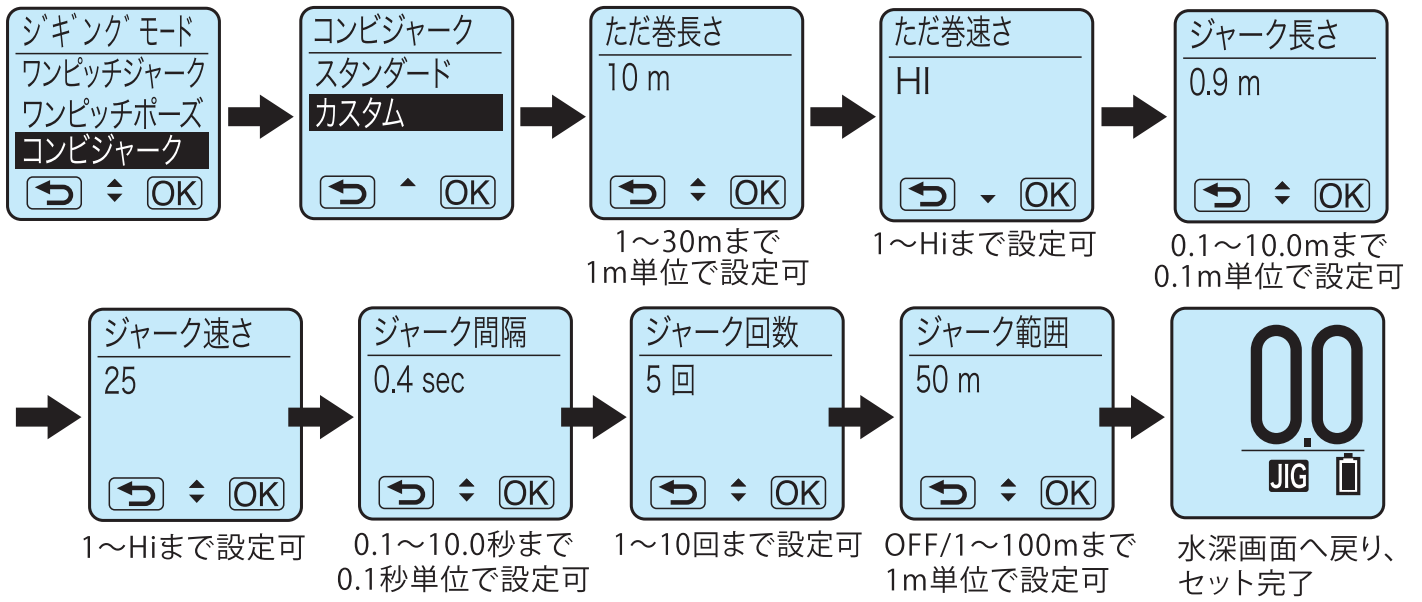 ジギングモード
ワンピッチジャーク
ワンピッチポーズ
コンビジャーク
OK
コンビジャーク
スタンダード
カスタム
OK
ただ巻長さ
10 m
OK
1～30mまで
1m単位で設定可
ただ巻速さ
HI
OK
1～Hiまで設定可
ジャーク長さ
0.9 m
OK
0.1～10.0mまで
0.1m単位で設定可
ジャーク速さ
25
OK
1～Hiまで設定可
ジャーク間隔
0.4 sec
OK
0.1～10.0秒まで
0.1秒単位で設定可
ジャーク回数
5 回
OK
1～10回まで設定可
ジャーク範囲
50 m
OK
OFF/1～100mまで
1m単位で設定可
0.0
JIG
水深画面へ戻り、
セット完了